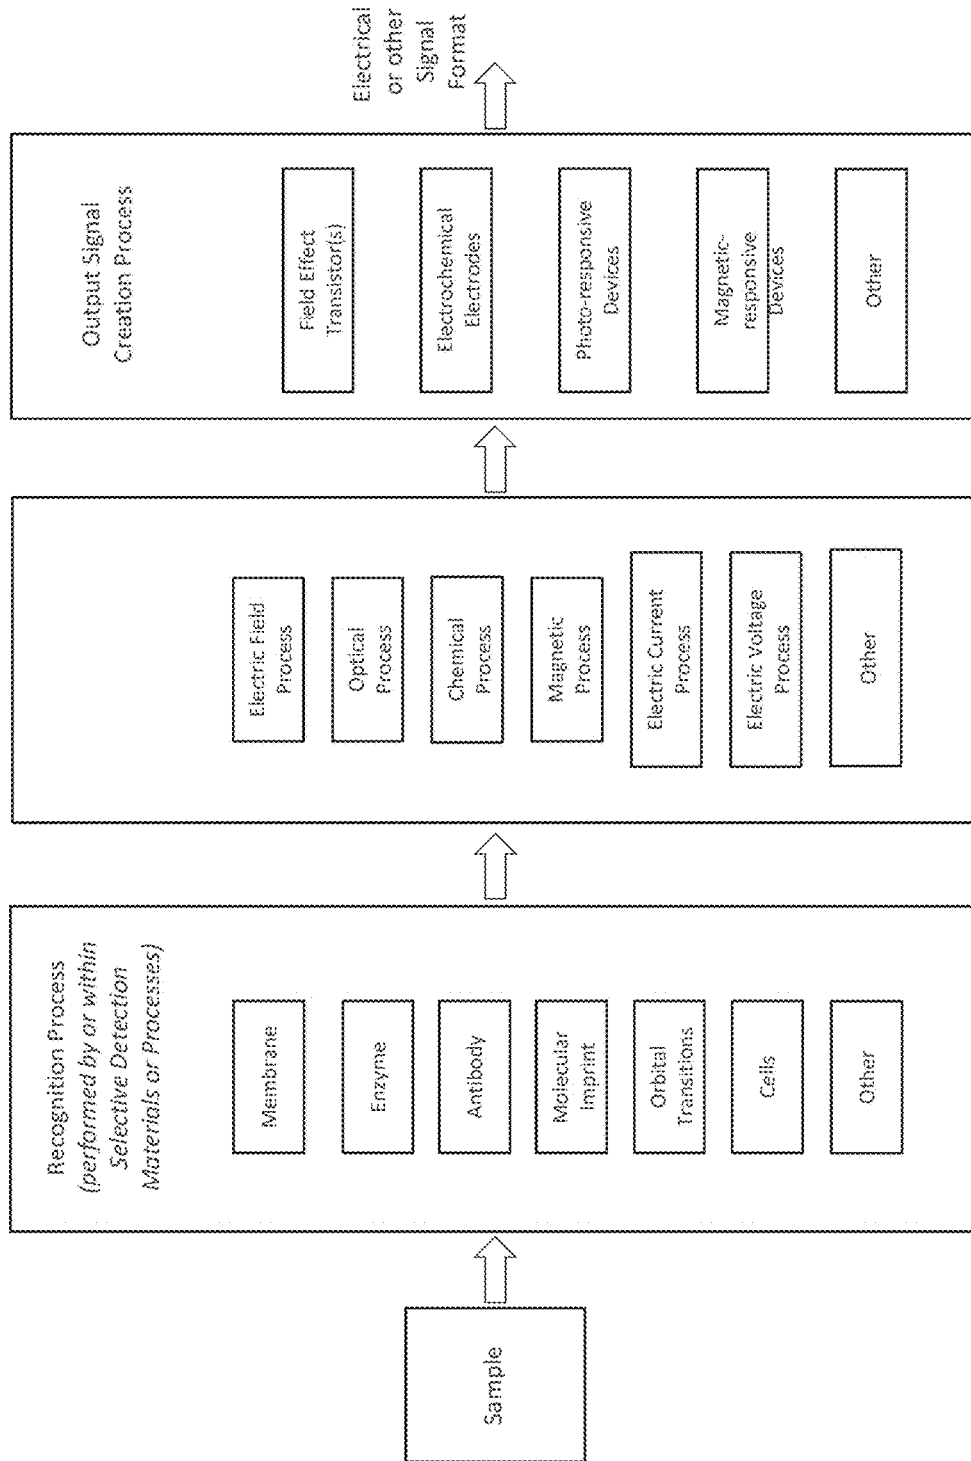 Sample
Recognition Process
(performed by or within
Selective Detection
Materials or Processes)
Membrane
Enzyme
Antibody
Molecular
Imprint
Orbital
Transitions
Cells
Other
Electric Field
Process
Optical
Process
Chemical
Process
Magnetic
Process
Electric Current
Process
Electric Voltage
Process
Other
Output Signal
Creation Process
Field Effect
Transistor(s)
Electrochemical
Electrodes
Photo-responsive
Devices
Magnetic-
responsive
Devices
Other
Electrical
or other
Signal
Format